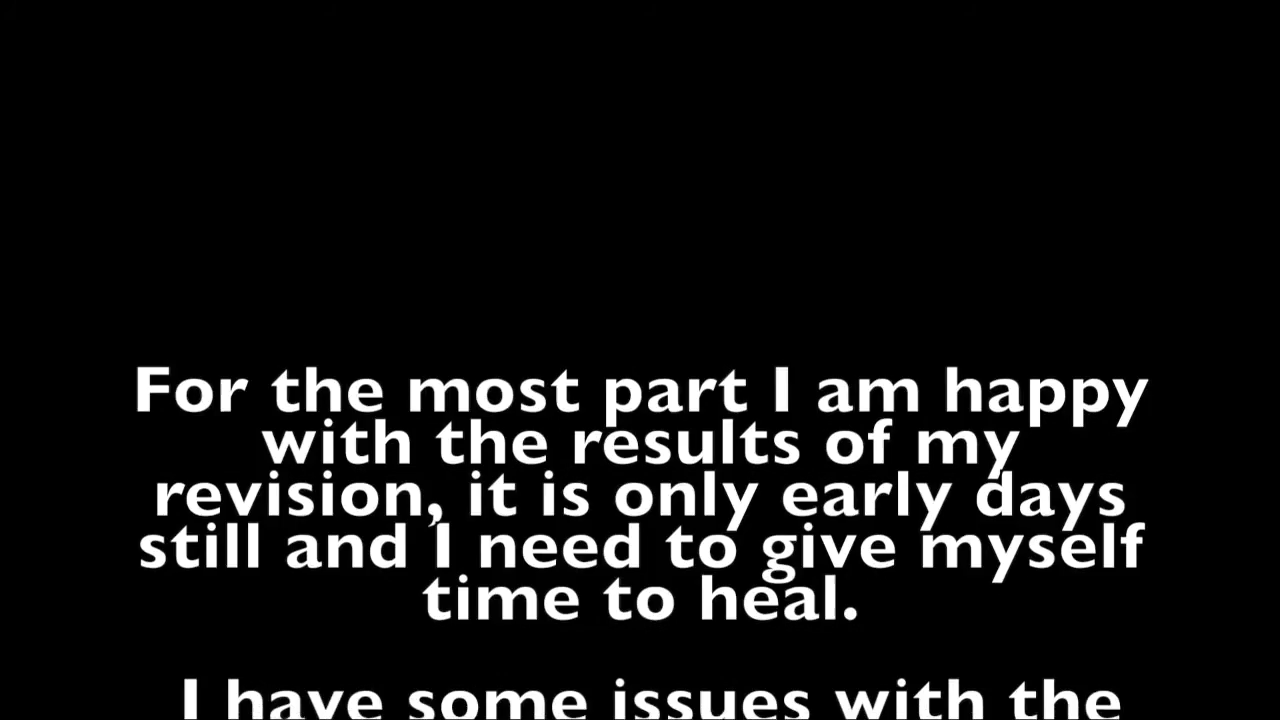 For the most part I am happy
with the results of my
revision, it is only early days
still and I need to give myself
time to heal.
I have some issues with the